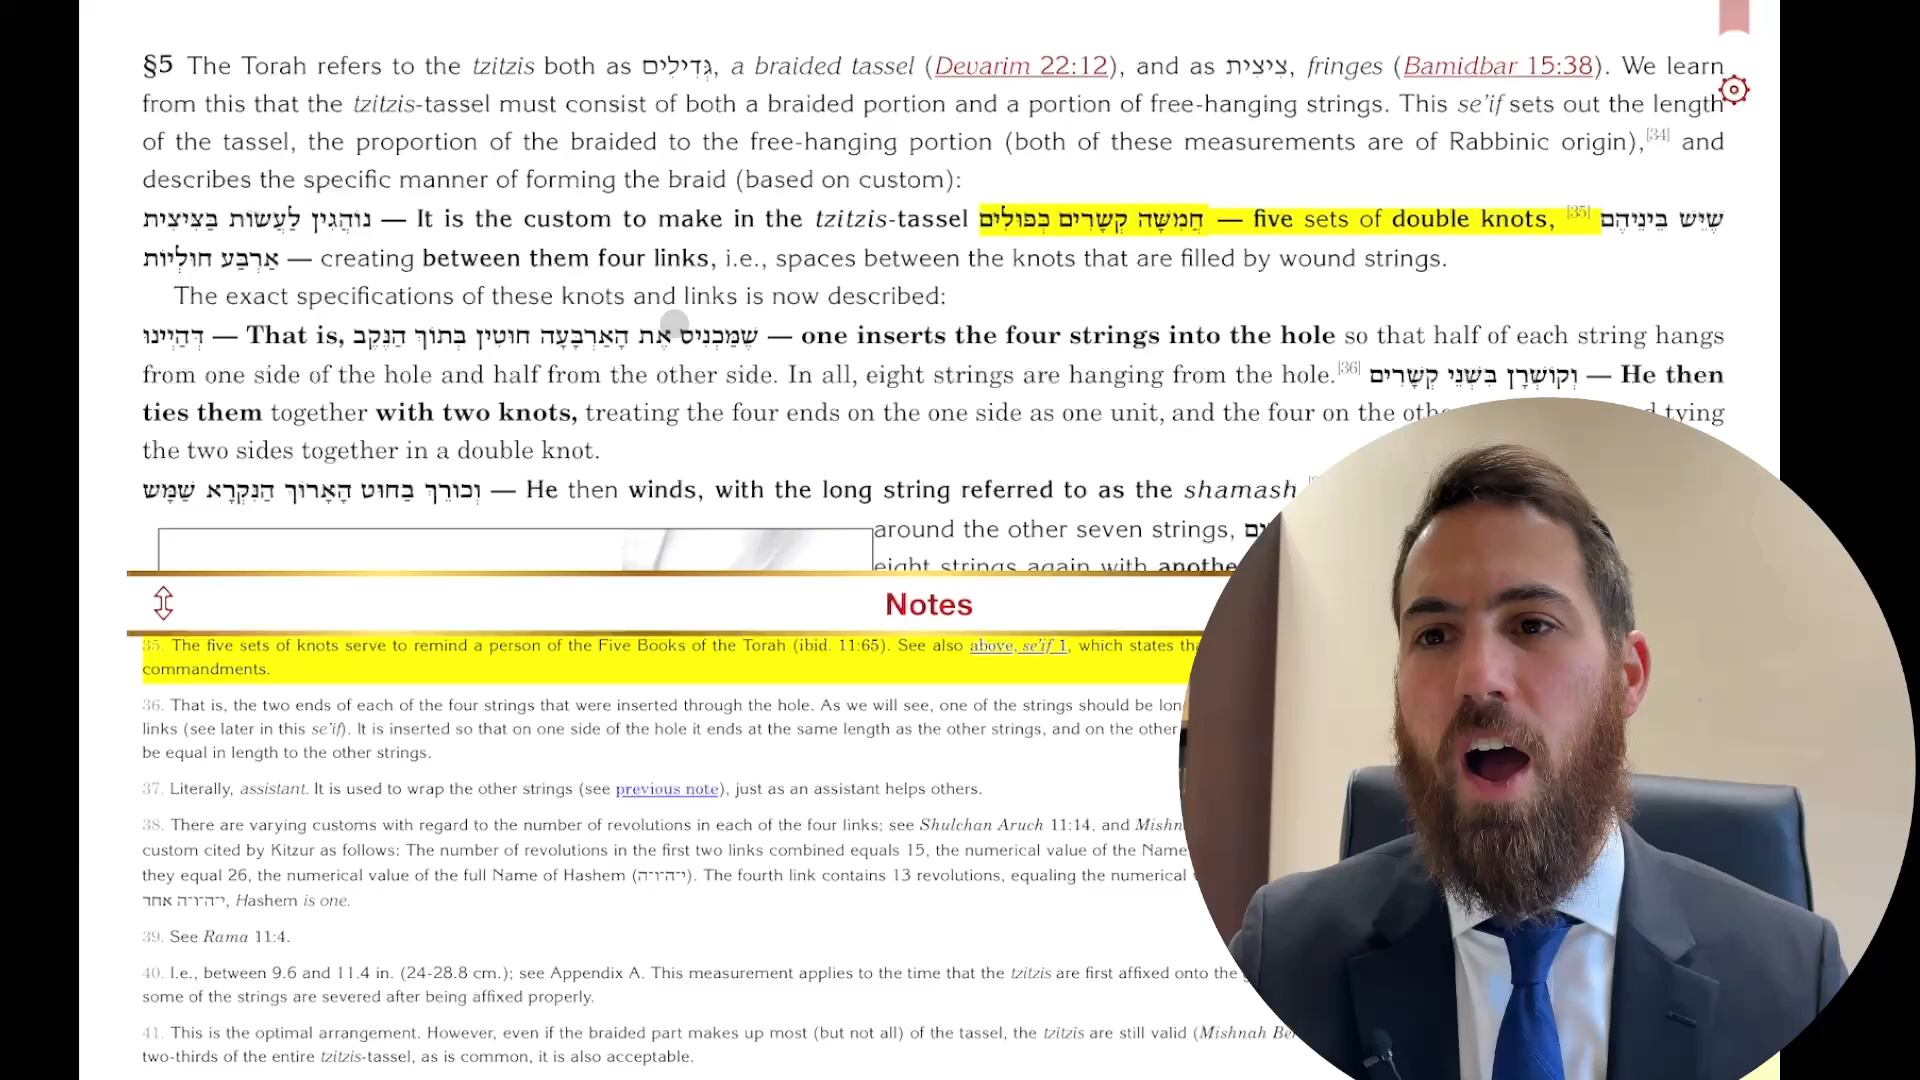 §5 The Torah refers to the tzitzis both as גְּדִילִים, a braided tassel (Devarim 22:12), and as צִיצִית, fringes (Bamidbar 15:38). We learn
from this that the tzitzis-tassel must consist of both a braided portion and a portion of free-hanging strings. This se'if sets out the length
of the tassel, the proportion of the braided to the free-hanging portion (both of these measurements are of Rabbinic origin),[34] and
describes the specific manner of forming the braid (based on custom):
נוֹהֲגִין לַעֲשׂוֹת בַּצִּיצִית — It is the custom to make in the tzitzis-tassel חֲמִשָּׁה קְשָׁרִים כְּפוּלִים — five sets of double knots, [35] שֶׁיֵּשׁ בֵּינֵיהֶם
אַרְבַּע חוּלְיוֹת — creating between them four links, i.e., spaces between the knots that are filled by wound strings.
The exact specifications of these knots and links is now described:
דְּהַיְינוּ — That is, שֶׁמַּכְנִיס אֶת הָאַרְבָּעָה חוּטִין בְּתוֹךְ הַנֶּקֶב — one inserts the four strings into the hole so that half of each string hangs
from one side of the hole and half from the other side. In all, eight strings are hanging from the hole.[36] וְקוֹשְׁרָן בִּשְׁנֵי קְשָׁרִים — He then
ties them together with two knots, treating the four ends on the one side as one unit, and the four on the oth tying
the two sides together in a double knot.
וְכוֹרֵךְ בַּחוּט הָאָרוֹךְ הַנִּקְרָא שַׁמָּשׁ — He then winds, with the long string referred to as the shamash,
around the other seven strings,
eight strings again with anothe
Notes
35. The five sets of knots serve to remind a person of the Five Books of the Torah (ibid. 11:65). See also above, se'if 1, which states tha
commandments.
36. That is, the two ends of each of the four strings that were inserted through the hole. As we will see, one of the strings should be lon
links (see later in this se'if). It is inserted so that on one side of the hole it ends at the same length as the other strings, and on the other
be equal in length to the other strings.
37. Literally, assistant. It is used to wrap the other strings (see previous note), just as an assistant helps others.
38. There are varying customs with regard to the number of revolutions in each of the four links; see Shulchan Aruch 11:14, and Mishn
custom cited by Kitzur as follows: The number of revolutions in the first two links combined equals 15, the numerical value of the Name
they equal 26, the numerical value of the full Name of Hashem (י־ה־ו־ה). The fourth link contains 13 revolutions, equaling the numerical
י־ה־ו־ה אחד, Hashem is one.
39. See Rama 11:4.
40. I.e., between 9.6 and 11.4 in. (24-28.8 cm.); see Appendix A. This measurement applies to the time that the tzitzis are first affixed onto the
some of the strings are severed after being affixed properly.
41. This is the optimal arrangement. However, even if the braided part makes up most (but not all) of the tassel, the tzitzis are still valid (Mishnah Be
two-thirds of the entire tzitzis-tassel, as is common, it is also acceptable.